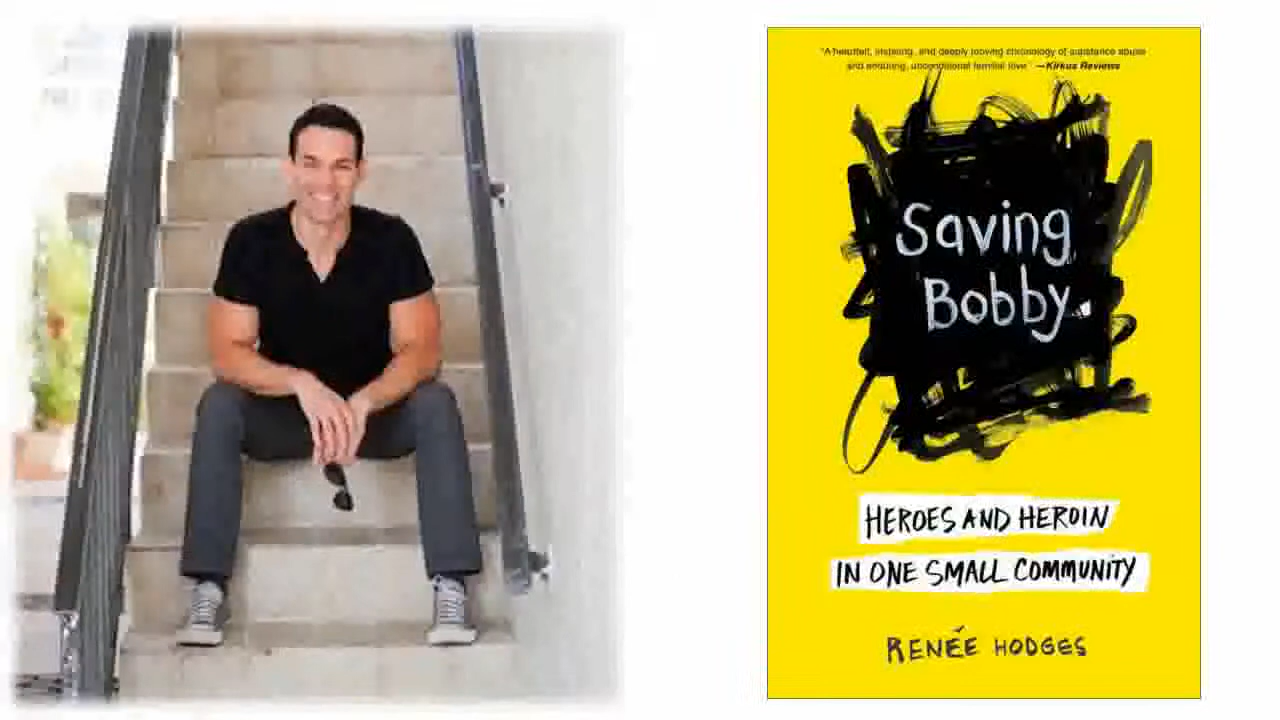 "A heartfelt, inspiring, and deeply moving chronology of substance abuse
and enduring, unconditional familial love." —Kirkus Reviews
Saving
Bobby
HEROES AND HEROIN
IN ONE SMALL COMMUNITY
RENÉE HODGES